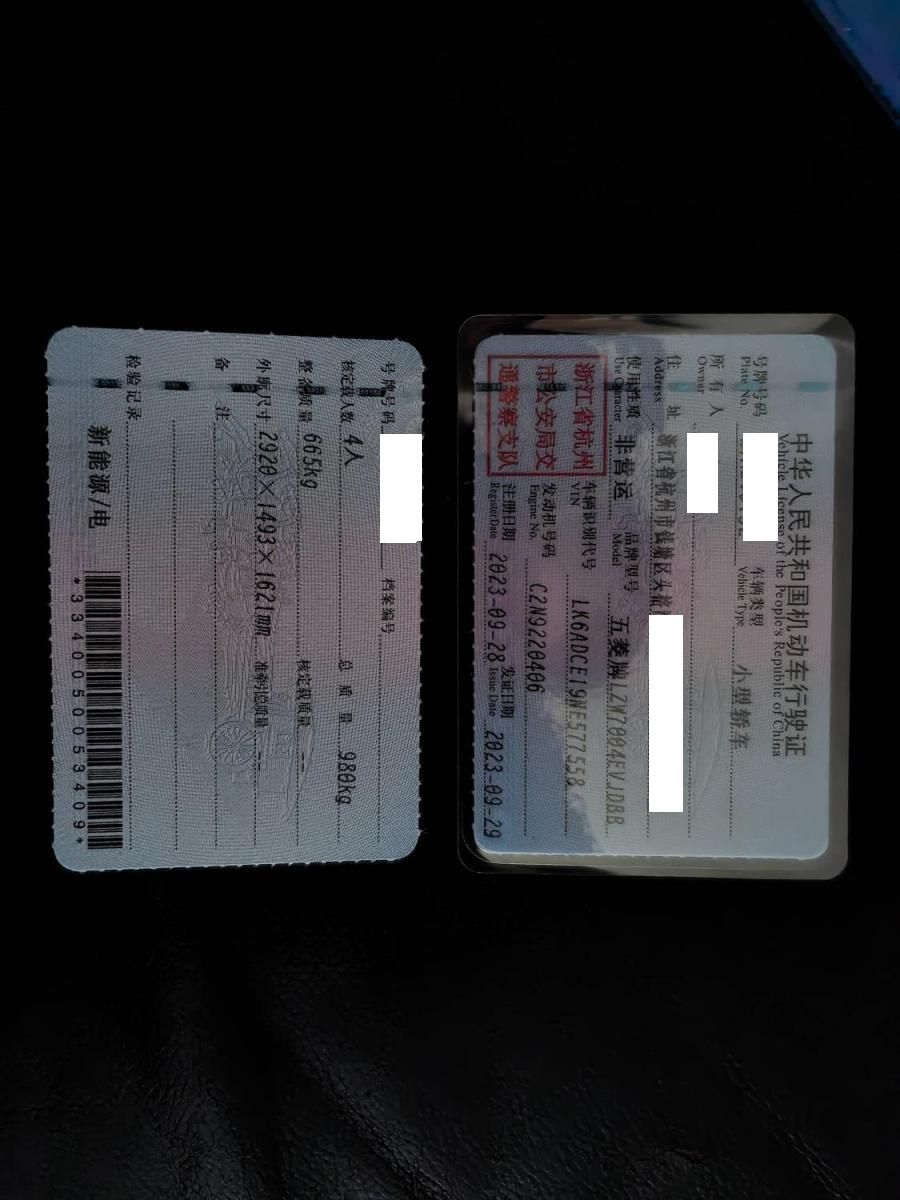 中华人民共和国机动车行驶证
Vehicle License of the People's Republic of China
号牌号码 车辆类型 小型轿车
Plate No. Vehicle Type
所有人
Owner
住址 浙江省杭州市钱塘区头格
Address
使用性质 非营运 品牌型号 五菱牌LZW7004EVJDBB
Use Character Model
浙江省杭州
市公安局交
通警察支队
车辆识别代号 LK6ADCE19NE577558
VIN
发动机号码 C2N9220406
Engine No.
注册日期 2023-09-28 发证日期 2023-09-29
Register Date Issue Date
号牌号码 档案编号
核定载人数 4人 总质量 980kg
整备质量 665kg 核定载质量 --
外廓尺寸 2920×1493×1621mm 准牵引总质量 --
备注
检验记录
新能源/电
*3340050053409*